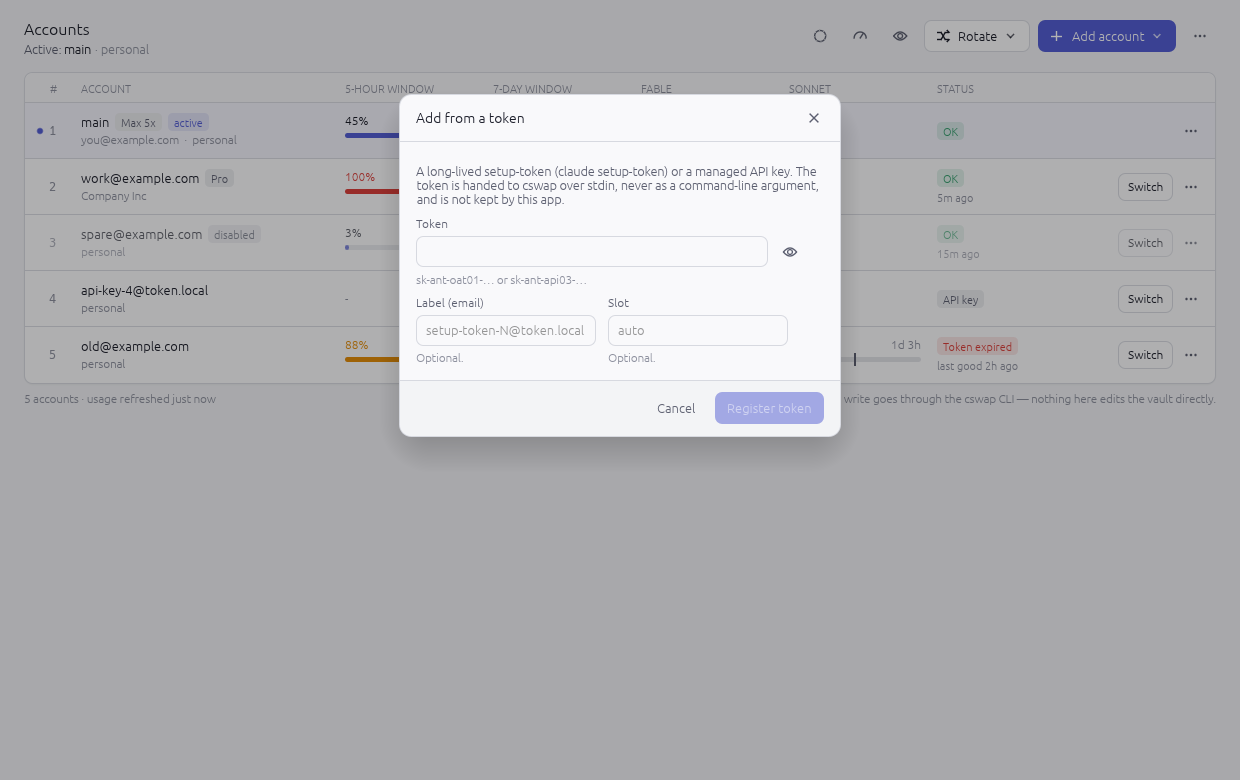 Accounts
Active: main · personal
Rotate
Add account
# ACCOUNT 5-HOUR WINDOW 7-DAY WINDOW FABLE SONNET STATUS
1 main Max 5x active 45% OK
you@example.com · personal
2 work@example.com Pro 100% OK Switch
Company Inc 5m ago
3 spare@example.com disabled 3% OK Switch
personal 15m ago
4 api-key-4@token.local - API key Switch
personal
5 old@example.com 88% 1d 3h Token expired Switch
personal last good 2h ago
5 accounts · usage refreshed just now
write goes through the cswap CLI — nothing here edits the vault directly.
Add from a token
A long-lived setup-token (claude setup-token) or a managed API key. The
token is handed to cswap over stdin, never as a command-line argument,
and is not kept by this app.
Token
sk-ant-oat01-… or sk-ant-api03-…
Label (email) Slot
setup-token-N@token.local auto
Optional. Optional.
Cancel Register token